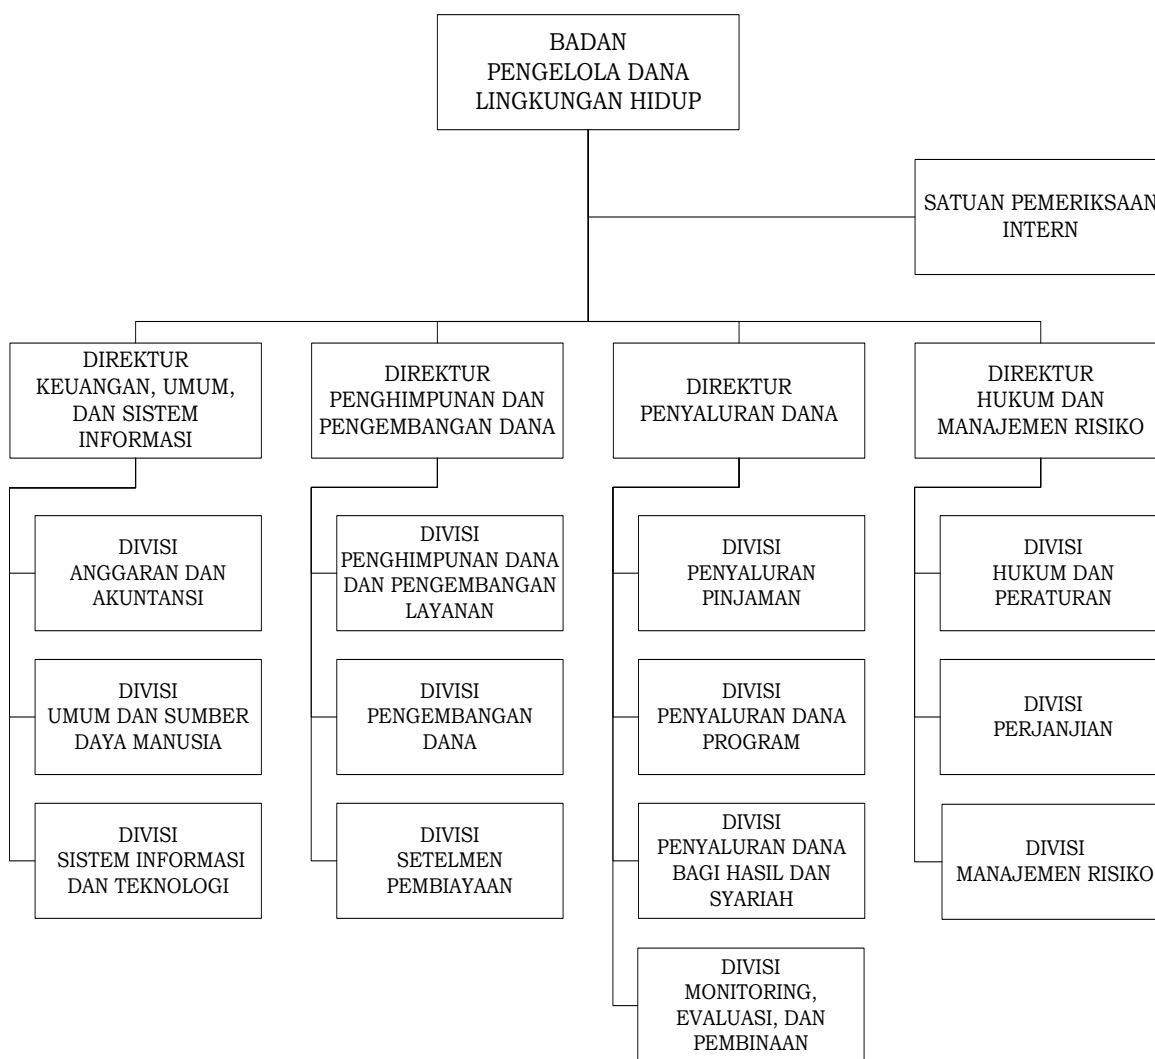 BADAN
PENGELOLA DANA
LINGKUNGAN HIDUP
SATUAN PEMERIKSAAN
INTERN
DIREKTUR
KEUANGAN, UMUM,
DAN SISTEM
INFORMASI
DIREKTUR
PENGHIMPUNAN DAN
PENGEMBANGAN DANA
DIREKTUR
PENYALURAN DANA
DIREKTUR
HUKUM DAN
MANAJEMEN RISIKO
DIVISI
ANGGARAN DAN
AKUNTANSI
DIVISI
PENGHIMPUNAN DANA
DAN PENGEMBANGAN
LAYANAN
DIVISI
PENYALURAN
PINJAMAN
DIVISI
HUKUM DAN
PERATURAN
DIVISI
UMUM DAN SUMBER
DAYA MANUSIA
DIVISI
PENGEMBANGAN
DANA
DIVISI
PENYALURAN DANA
PROGRAM
DIVISI
PERJANJIAN
DIVISI
SISTEM INFORMASI
DAN TEKNOLOGI
DIVISI
SETELMEN
PEMBIAYAAN
DIVISI
PENYALURAN DANA
BAGI HASIL DAN
SYARIAH
DIVISI
MANAJEMEN RISIKO
DIVISI
MONITORING,
EVALUASI, DAN
PEMBINAAN